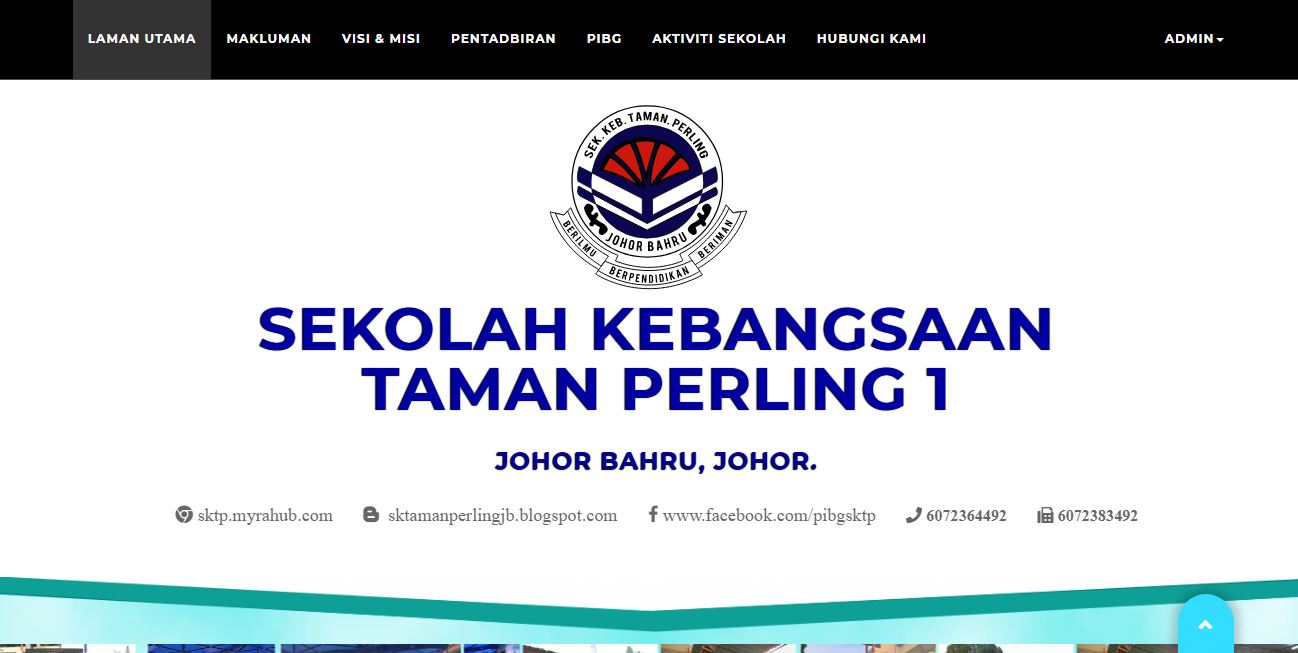 LAMAN UTAMA MAKLUMAN VISI & MISI PENTADBIRAN PIBG AKTIVITI SEKOLAH HUBUNGI KAMI ADMIN
SEK. KEB. TAMAN. PERLING
JOHOR BAHRU
BERILMU BERPENDIDIKAN BERIMAN
SEKOLAH KEBANGSAAN
TAMAN PERLING 1
JOHOR BAHRU, JOHOR.
sktp.myrahub.com sktamanperlingjb.blogspot.com www.facebook.com/pibgsktp 6072364492 6072383492